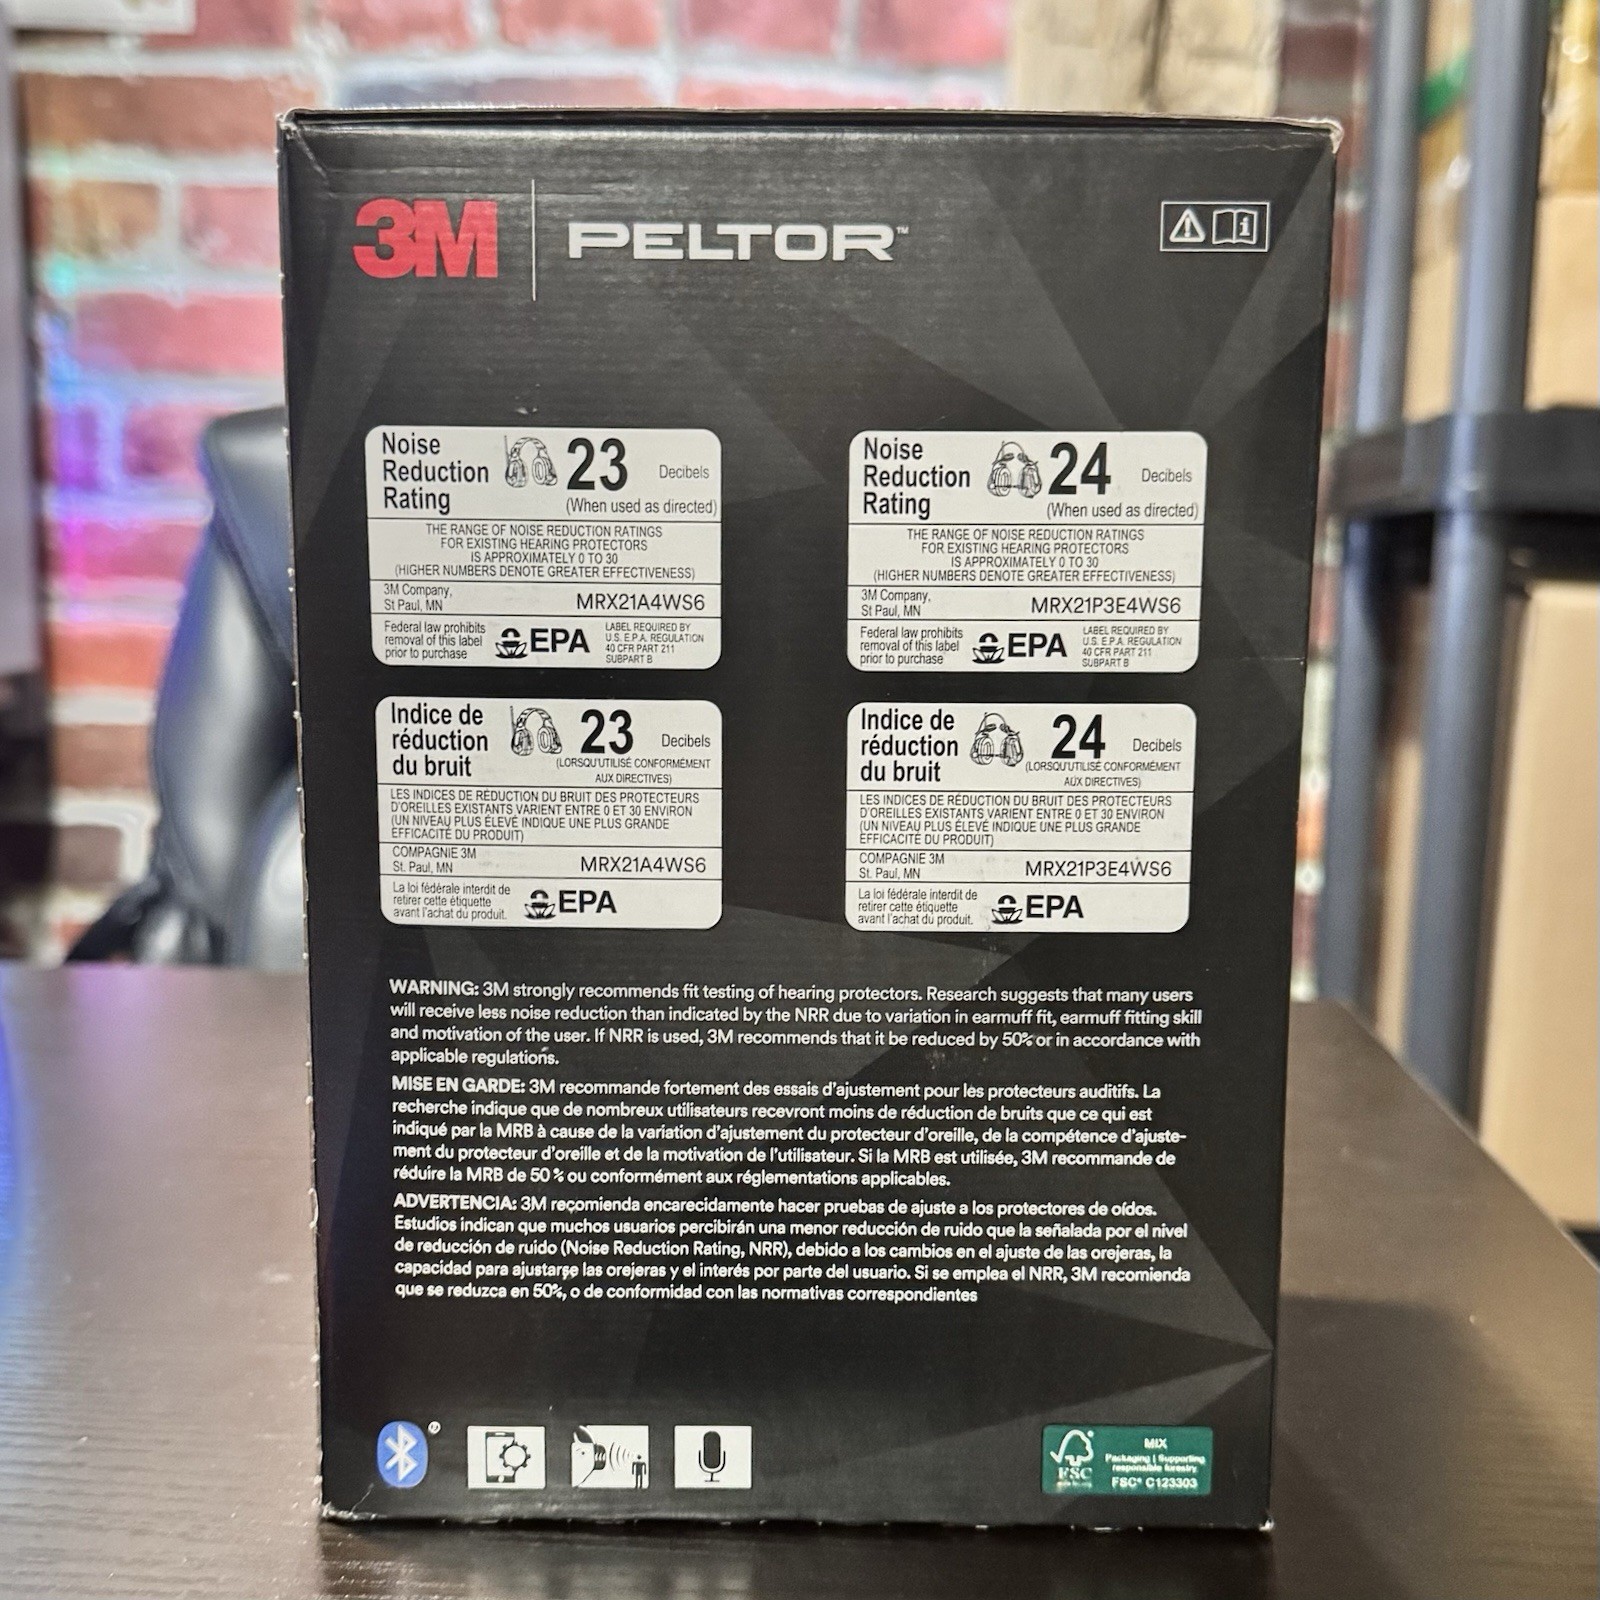 3M PELTOR™
Noise
Reduction
Rating
23 Decibels
(When used as directed)
THE RANGE OF NOISE REDUCTION RATINGS
FOR EXISTING HEARING PROTECTORS
IS APPROXIMATELY 0 TO 30
(HIGHER NUMBERS DENOTE GREATER EFFECTIVENESS)
3M Company,
St Paul, MN
MRX21A4WS6
Federal law prohibits
removal of this label
prior to purchase
EPA
LABEL REQUIRED BY
U.S. E.P.A. REGULATION
40 CFR PART 211
SUBPART B
Noise
Reduction
Rating
24 Decibels
(When used as directed)
THE RANGE OF NOISE REDUCTION RATINGS
FOR EXISTING HEARING PROTECTORS
IS APPROXIMATELY 0 TO 30
(HIGHER NUMBERS DENOTE GREATER EFFECTIVENESS)
3M Company,
St Paul, MN
MRX21P3E4WS6
Federal law prohibits
removal of this label
prior to purchase
EPA
LABEL REQUIRED BY
U.S. E.P.A. REGULATION
40 CFR PART 211
SUBPART B
Indice de
réduction
du bruit
23 Decibels
(LORSQU'UTILISÉ CONFORMÉMENT
AUX DIRECTIVES)
LES INDICES DE RÉDUCTION DU BRUIT DES PROTECTEURS
D'OREILLES EXISTANTS VARIENT ENTRE 0 ET 30 ENVIRON
(UN NIVEAU PLUS ÉLEVÉ INDIQUE UNE PLUS GRANDE
EFFICACITÉ DU PRODUIT)
COMPAGNIE 3M
St. Paul, MN
MRX21A4WS6
La loi fédérale interdit de
retirer cette étiquette
avant l'achat du produit.
EPA
Indice de
réduction
du bruit
24 Decibels
(LORSQU'UTILISÉ CONFORMÉMENT
AUX DIRECTIVES)
LES INDICES DE RÉDUCTION DU BRUIT DES PROTECTEURS
D'OREILLES EXISTANTS VARIENT ENTRE 0 ET 30 ENVIRON
(UN NIVEAU PLUS ÉLEVÉ INDIQUE UNE PLUS GRANDE
EFFICACITÉ DU PRODUIT)
COMPAGNIE 3M
St. Paul, MN
MRX21P3E4WS6
La loi fédérale interdit de
retirer cette étiquette
avant l'achat du produit.
EPA
WARNING: 3M strongly recommends fit testing of hearing protectors. Research suggests that many users
will receive less noise reduction than indicated by the NRR due to variation in earmuff fit, earmuff fitting skill
and motivation of the user. If NRR is used, 3M recommends that it be reduced by 50% or in accordance with
applicable regulations.
MISE EN GARDE: 3M recommande fortement des essais d'ajustement pour les protecteurs auditifs. La
recherche indique que de nombreux utilisateurs recevront moins de réduction de bruits que ce qui est
indiqué par la MRB à cause de la variation d'ajustement du protecteur d'oreille, de la compétence d'ajuste-
ment du protecteur d'oreille et de la motivation de l'utilisateur. Si la MRB est utilisée, 3M recommande de
réduire la MRB de 50 % ou conformément aux réglementations applicables.
ADVERTENCIA: 3M recomienda encarecidamente hacer pruebas de ajuste a los protectores de oídos.
Estudios indican que muchos usuarios percibirán una menor reducción de ruido que la señalada por el nivel
de reducción de ruido (Noise Reduction Rating, NRR), debido a los cambios en el ajuste de las orejeras, la
capacidad para ajustarse las orejeras y el interés por parte del usuario. Si se emplea el NRR, 3M recomienda
que se reduzca en 50%, o de conformidad con las normativas correspondientes
FSC
MIX
Packaging | Supporting
responsible forestry
FSC® C123303